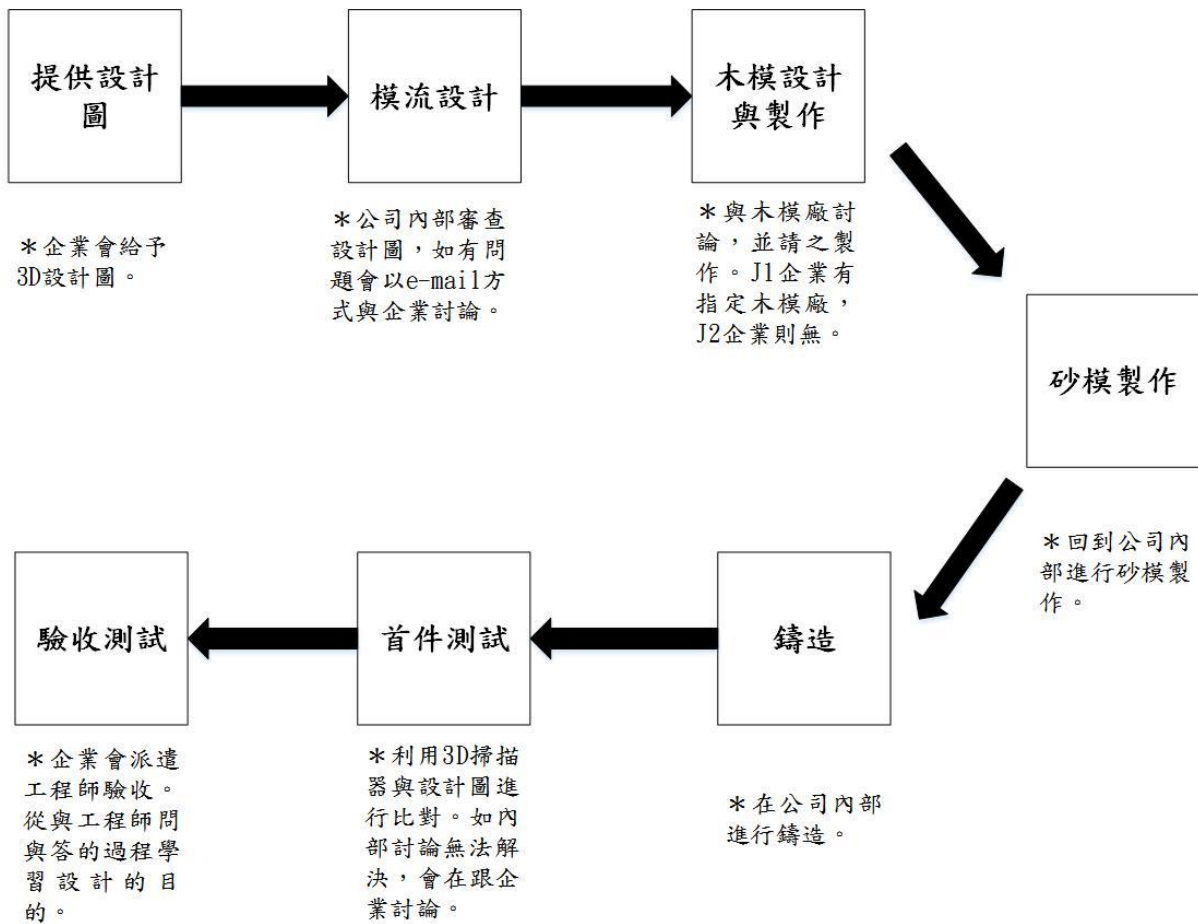 提供設計
圖
＊企業會給予
3D設計圖。
模流設計
＊公司內部審查
設計圖，如有問
題會以e-mail方
式與企業討論。
木模設計
與製作
＊與木模廠討
論，並請之製
作。J1企業有
指定木模廠，
J2企業則無。
砂模製作
＊回到公司內
部進行砂模製
作。
鑄造
＊在公司內部
進行鑄造。
首件測試
＊利用3D掃描
器與設計圖進
行比對。如內
部討論無法解
決，會在跟企
業討論。
驗收測試
＊企業會派遣
工程師驗收。
從與工程師問
與答的過程學
習設計的目
的。